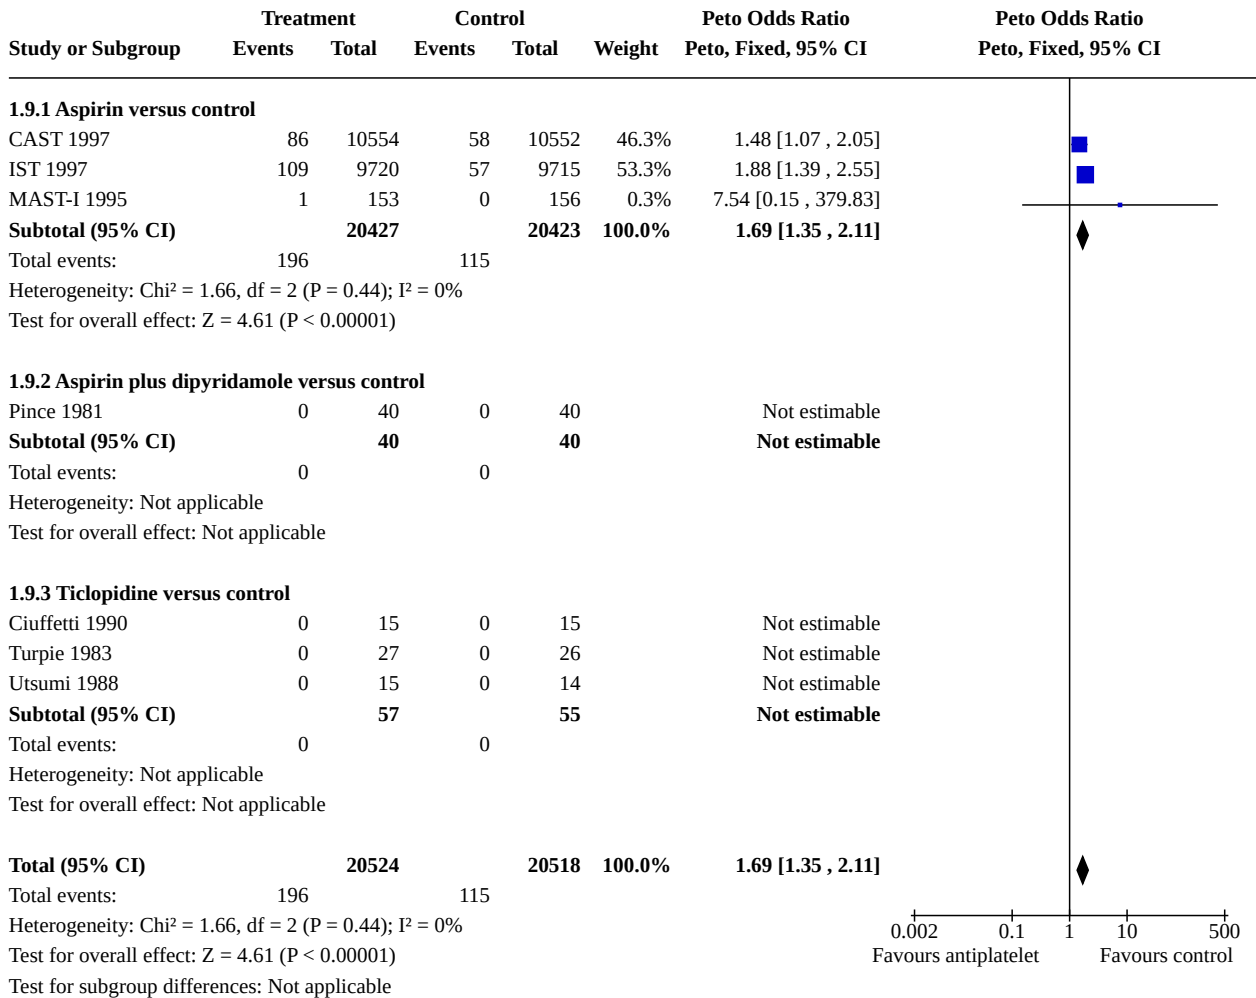 Treatment Control Peto Odds Ratio Peto Odds Ratio
Study or Subgroup Events Total Events Total Weight Peto, Fixed, 95% CI Peto, Fixed, 95% CI
1.9.1 Aspirin versus control
CAST 1997 86 10554 58 10552 46.3% 1.48 [1.07 , 2.05]
IST 1997 109 9720 57 9715 53.3% 1.88 [1.39 , 2.55]
MAST-I 1995 1 153 0 156 0.3% 7.54 [0.15 , 379.83]
Subtotal (95% CI) 20427 20423 100.0% 1.69 [1.35 , 2.11]
Total events: 196 115
Heterogeneity: Chi² = 1.66, df = 2 (P = 0.44); I² = 0%
Test for overall effect: Z = 4.61 (P < 0.00001)
1.9.2 Aspirin plus dipyridamole versus control
Pince 1981 0 40 0 40 Not estimable
Subtotal (95% CI) 40 40 Not estimable
Total events: 0 0
Heterogeneity: Not applicable
Test for overall effect: Not applicable
1.9.3 Ticlopidine versus control
Ciuffetti 1990 0 15 0 15 Not estimable
Turpie 1983 0 27 0 26 Not estimable
Utsumi 1988 0 15 0 14 Not estimable
Subtotal (95% CI) 57 55 Not estimable
Total events: 0 0
Heterogeneity: Not applicable
Test for overall effect: Not applicable
Total (95% CI) 20524 20518 100.0% 1.69 [1.35 , 2.11]
Total events: 196 115
Heterogeneity: Chi² = 1.66, df = 2 (P = 0.44); I² = 0%
0.002 0.1 1 10 500
Test for overall effect: Z = 4.61 (P < 0.00001) Favours antiplatelet Favours control
Test for subgroup differences: Not applicable